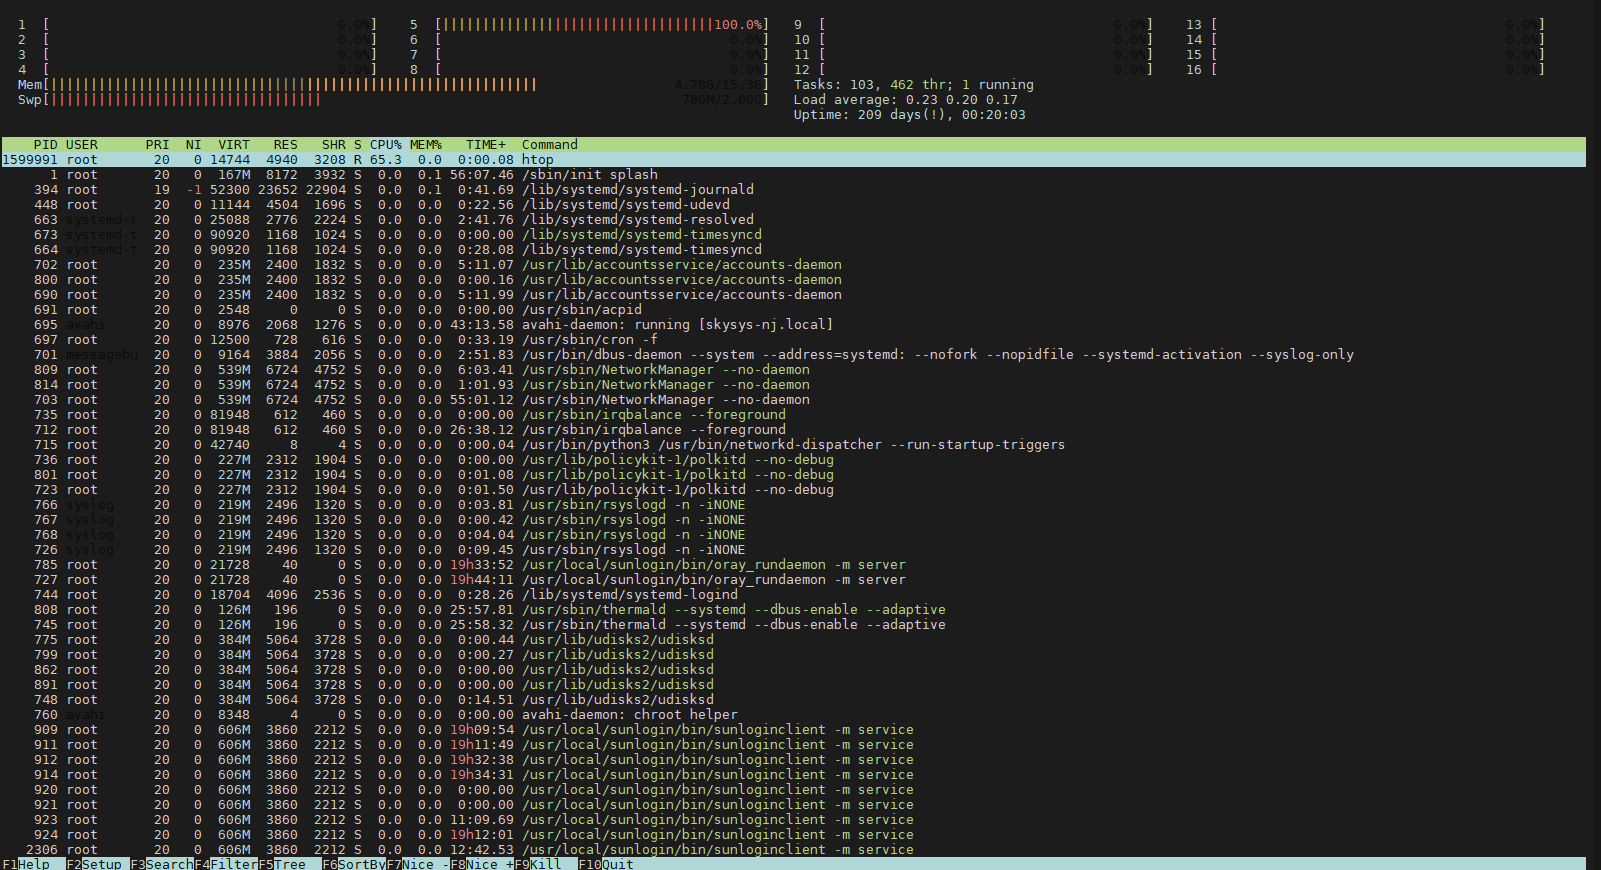 1 [ 0.0%] 5 [||||||||||||||||||||||||||||||||||100.0%] 9 [ 0.0%] 13 [ 0.0%]
2 [ 0.0%] 6 [ 0.0%] 10 [ 0.0%] 14 [ 0.0%]
3 [ 0.0%] 7 [ 0.0%] 11 [ 0.0%] 15 [ 0.0%]
4 [ 0.0%] 8 [ 0.0%] 12 [ 0.0%] 16 [ 0.0%]
Mem[||||||||||||||||||||||||||||||||||||||||||||||||||||||||||||| 4.78G/15.3G] Tasks: 103, 462 thr; 1 running
Swp[|||||||||||||||||||||||||||||||||| 780M/2.00G] Load average: 0.23 0.20 0.17
Uptime: 209 days(!), 00:20:03
PID USER PRI NI VIRT RES SHR S CPU% MEM% TIME+ Command
1599991 root 20 0 14744 4940 3208 R 65.3 0.0 0:00.08 htop
1 root 20 0 167M 8172 3932 S 0.0 0.1 56:07.46 /sbin/init splash
394 root 19 -1 52300 23652 22904 S 0.0 0.1 0:41.69 /lib/systemd/systemd-journald
448 root 20 0 11144 4504 1696 S 0.0 0.0 0:22.56 /lib/systemd/systemd-udevd
663 systemd-r 20 0 25088 2776 2224 S 0.0 0.0 2:41.76 /lib/systemd/systemd-resolved
673 systemd-t 20 0 90920 1168 1024 S 0.0 0.0 0:00.00 /lib/systemd/systemd-timesyncd
664 systemd-t 20 0 90920 1168 1024 S 0.0 0.0 0:28.08 /lib/systemd/systemd-timesyncd
702 root 20 0 235M 2400 1832 S 0.0 0.0 5:11.07 /usr/lib/accountsservice/accounts-daemon
800 root 20 0 235M 2400 1832 S 0.0 0.0 0:00.16 /usr/lib/accountsservice/accounts-daemon
690 root 20 0 235M 2400 1832 S 0.0 0.0 5:11.99 /usr/lib/accountsservice/accounts-daemon
691 root 20 0 2548 0 0 S 0.0 0.0 0:00.00 /usr/sbin/acpid
695 avahi 20 0 8976 2068 1276 S 0.0 0.0 43:13.58 avahi-daemon: running [skysys-nj.local]
697 root 20 0 12500 728 616 S 0.0 0.0 0:33.19 /usr/sbin/cron -f
701 messagebu 20 0 9164 3884 2056 S 0.0 0.0 2:51.83 /usr/bin/dbus-daemon --system --address=systemd: --nofork --nopidfile --systemd-activation --syslog-only
809 root 20 0 539M 6724 4752 S 0.0 0.0 6:03.41 /usr/sbin/NetworkManager --no-daemon
814 root 20 0 539M 6724 4752 S 0.0 0.0 1:01.93 /usr/sbin/NetworkManager --no-daemon
703 root 20 0 539M 6724 4752 S 0.0 0.0 55:01.12 /usr/sbin/NetworkManager --no-daemon
735 root 20 0 81948 612 460 S 0.0 0.0 0:00.00 /usr/sbin/irqbalance --foreground
712 root 20 0 81948 612 460 S 0.0 0.0 26:38.12 /usr/sbin/irqbalance --foreground
715 root 20 0 42740 8 4 S 0.0 0.0 0:00.04 /usr/bin/python3 /usr/bin/networkd-dispatcher --run-startup-triggers
736 root 20 0 227M 2312 1904 S 0.0 0.0 0:00.00 /usr/lib/policykit-1/polkitd --no-debug
801 root 20 0 227M 2312 1904 S 0.0 0.0 0:01.08 /usr/lib/policykit-1/polkitd --no-debug
723 root 20 0 227M 2312 1904 S 0.0 0.0 0:01.50 /usr/lib/policykit-1/polkitd --no-debug
766 syslog 20 0 219M 2496 1320 S 0.0 0.0 0:03.81 /usr/sbin/rsyslogd -n -iNONE
767 syslog 20 0 219M 2496 1320 S 0.0 0.0 0:00.42 /usr/sbin/rsyslogd -n -iNONE
768 syslog 20 0 219M 2496 1320 S 0.0 0.0 0:04.04 /usr/sbin/rsyslogd -n -iNONE
726 syslog 20 0 219M 2496 1320 S 0.0 0.0 0:09.45 /usr/sbin/rsyslogd -n -iNONE
785 root 20 0 21728 40 0 S 0.0 0.0 19h33:52 /usr/local/sunlogin/bin/oray_rundaemon -m server
727 root 20 0 21728 40 0 S 0.0 0.0 19h44:11 /usr/local/sunlogin/bin/oray_rundaemon -m server
744 root 20 0 18704 4096 2536 S 0.0 0.0 0:28.26 /lib/systemd/systemd-logind
808 root 20 0 126M 196 0 S 0.0 0.0 25:57.81 /usr/sbin/thermald --systemd --dbus-enable --adaptive
745 root 20 0 126M 196 0 S 0.0 0.0 25:58.32 /usr/sbin/thermald --systemd --dbus-enable --adaptive
775 root 20 0 384M 5064 3728 S 0.0 0.0 0:00.44 /usr/lib/udisks2/udisksd
799 root 20 0 384M 5064 3728 S 0.0 0.0 0:00.27 /usr/lib/udisks2/udisksd
862 root 20 0 384M 5064 3728 S 0.0 0.0 0:00.00 /usr/lib/udisks2/udisksd
891 root 20 0 384M 5064 3728 S 0.0 0.0 0:00.00 /usr/lib/udisks2/udisksd
748 root 20 0 384M 5064 3728 S 0.0 0.0 0:14.51 /usr/lib/udisks2/udisksd
760 avahi 20 0 8348 4 0 S 0.0 0.0 0:00.00 avahi-daemon: chroot helper
909 root 20 0 606M 3860 2212 S 0.0 0.0 19h09:54 /usr/local/sunlogin/bin/sunloginclient -m service
911 root 20 0 606M 3860 2212 S 0.0 0.0 19h11:49 /usr/local/sunlogin/bin/sunloginclient -m service
912 root 20 0 606M 3860 2212 S 0.0 0.0 19h32:38 /usr/local/sunlogin/bin/sunloginclient -m service
914 root 20 0 606M 3860 2212 S 0.0 0.0 19h34:31 /usr/local/sunlogin/bin/sunloginclient -m service
920 root 20 0 606M 3860 2212 S 0.0 0.0 0:00.00 /usr/local/sunlogin/bin/sunloginclient -m service
921 root 20 0 606M 3860 2212 S 0.0 0.0 0:00.00 /usr/local/sunlogin/bin/sunloginclient -m service
923 root 20 0 606M 3860 2212 S 0.0 0.0 11:09.69 /usr/local/sunlogin/bin/sunloginclient -m service
924 root 20 0 606M 3860 2212 S 0.0 0.0 19h12:01 /usr/local/sunlogin/bin/sunloginclient -m service
2306 root 20 0 606M 3860 2212 S 0.0 0.0 12:42.53 /usr/local/sunlogin/bin/sunloginclient -m service
F1Help F2Setup F3SearchF4FilterF5Tree F6SortByF7Nice -F8Nice +F9Kill F10Quit